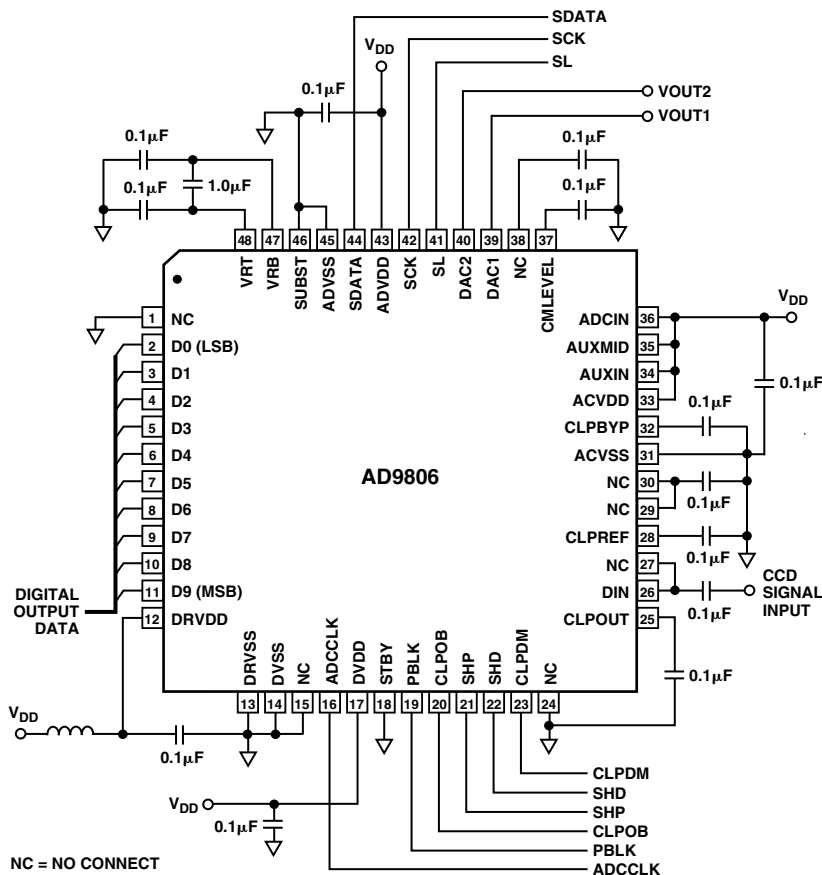 SDATA
SCK
SL
VDD
0.1µF
VOUT2
VOUT1
0.1µF
0.1µF
1.0µF
0.1µF
0.1µF
48 47 46 45 44 43 42 41 40 39 38 37
VRT
VRB
SUBST
ADVSS
SDATA
ADVDD
SCK
SL
DAC2
DAC1
NC
CMLEVEL
1 NC
2 D0 (LSB)
3 D1
4 D2
5 D3
6 D4
7 D5
8 D6
9 D7
10 D8
11 D9 (MSB)
12 DRVDD
DIGITAL
OUTPUT
DATA
AD9806
ADCIN 36
AUXMID 35
AUXIN 34
ACVDD 33
CLPBYP 32
ACVSS 31
NC 30
NC 29
CLPREF 28
NC 27
DIN 26
CLPOUT 25
VDD
0.1µF
0.1µF
0.1µF
0.1µF
0.1µF
CCD
SIGNAL
INPUT
0.1µF
DRVSS
DVSS
NC
ADCCLK
DVDD
STBY
PBLK
CLPOB
SHP
SHD
CLPDM
NC
13 14 15 16 17 18 19 20 21 22 23 24
VDD
0.1µF
VDD
0.1µF
CLPDM
SHD
SHP
CLPOB
PBLK
ADCCLK
NC = NO CONNECT